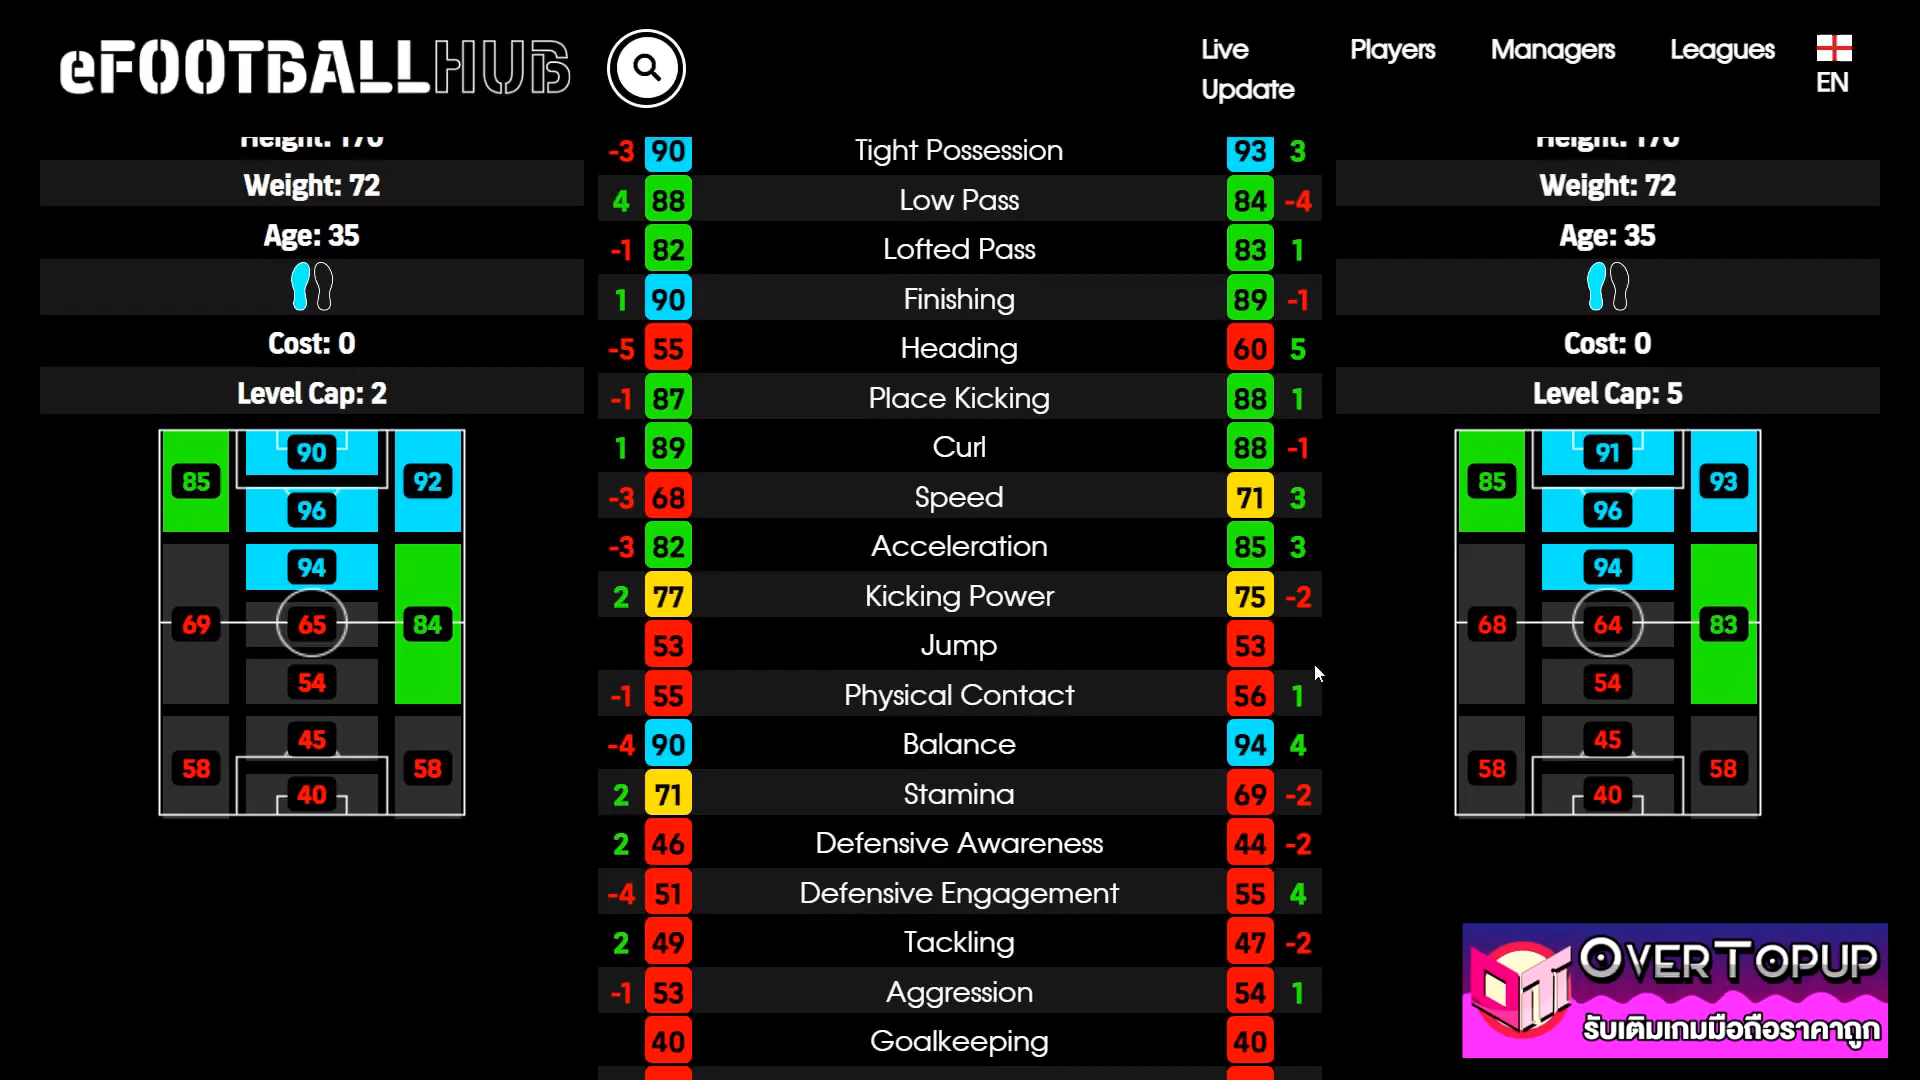 eFOOTBALLHUB
Live Update
Players
Managers
Leagues
EN
Height: 170
Weight: 72
Age: 35
Cost: 0
Level Cap: 2
85
90
92
96
94
69
65
84
54
45
58
58
40
-3 90 Tight Possession 93 3
4 88 Low Pass 84 -4
-1 82 Lofted Pass 83 1
1 90 Finishing 89 -1
-5 55 Heading 60 5
-1 87 Place Kicking 88 1
1 89 Curl 88 -1
-3 68 Speed 71 3
-3 82 Acceleration 85 3
2 77 Kicking Power 75 -2
53 Jump 53
-1 55 Physical Contact 56 1
-4 90 Balance 94 4
2 71 Stamina 69 -2
2 46 Defensive Awareness 44 -2
-4 51 Defensive Engagement 55 4
2 49 Tackling 47 -2
-1 53 Aggression 54 1
40 Goalkeeping 40
Height: 170
Weight: 72
Age: 35
Cost: 0
Level Cap: 5
85
91
93
96
94
68
64
83
54
45
58
58
40
OVERTOPUP
รับเติมเกมมือถือราคาถูก